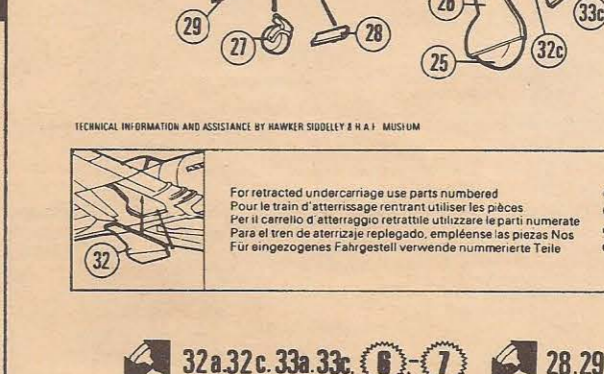 26
33c
29
27
28
25
32c
TECHNICAL INFORMATION AND ASSISTANCE BY HAWKER SIDDELEY & R A F MUSEUM
For retracted undercarriage use parts numbered
Pour le train d'atterrissage rentrant utiliser les pièces
Per il carrello d'atterraggio retrattile utilizzare le parti numerate
Para el tren de aterrizaje replegado, empléense las piezas Nos
Für eingezogenes Fahrgestell verwende nummerierte Teile
32
32a.32c.33a.33c. 6 - 7 28.29